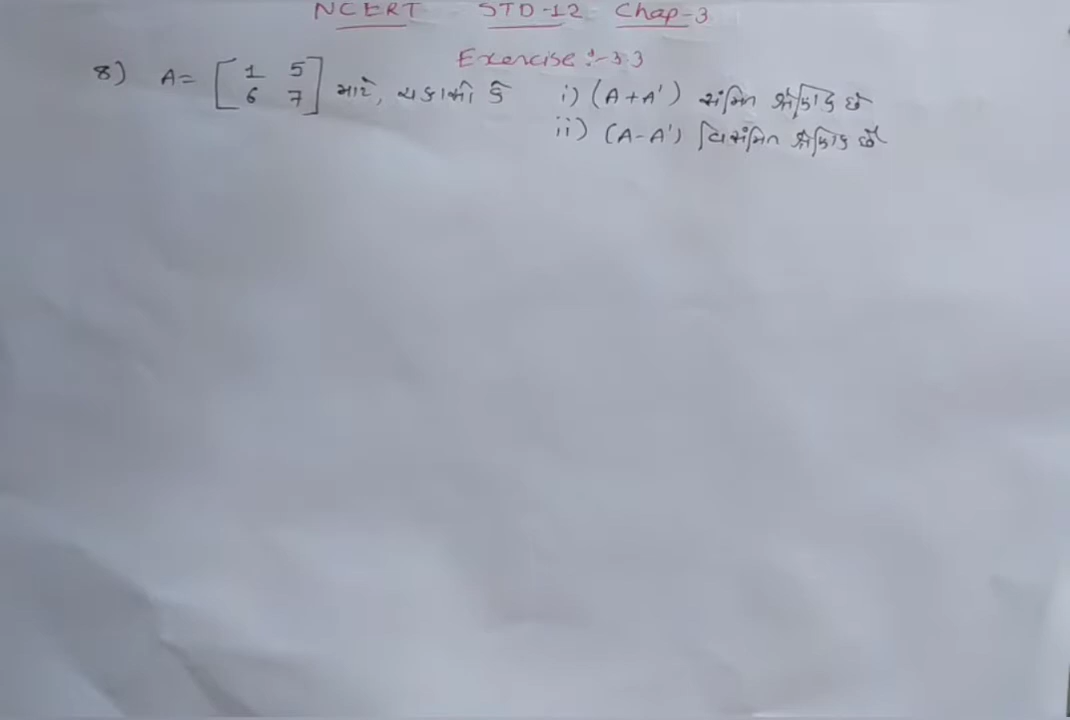 NCERT STD-12 Chap-3
Exercise :- 3.3
8) A = [ 1 5 6 7 ] માટે, ચકાસો કે i) (A+A') સંમિત શ્રેણિક છે
ii) (A-A') વિસંમિત શ્રેણિક છે